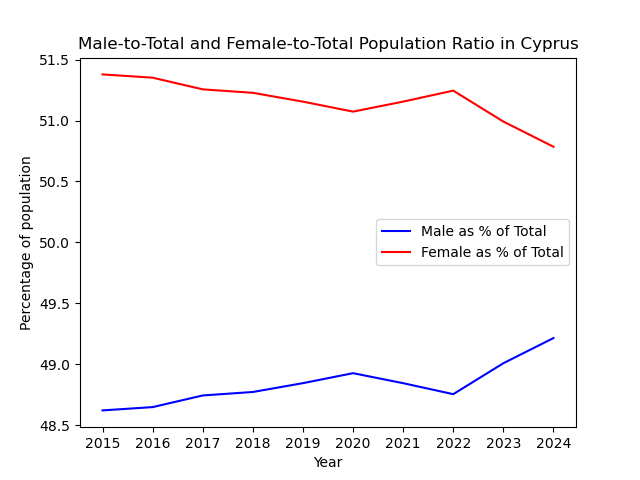 Male-to-Total and Female-to-Total Population Ratio in Cyprus
51.5
51.0
50.5
50.0
49.5
49.0
48.5
Percentage of population
Male as % of Total
Female as % of Total
2015 2016 2017 2018 2019 2020 2021 2022 2023 2024
Year